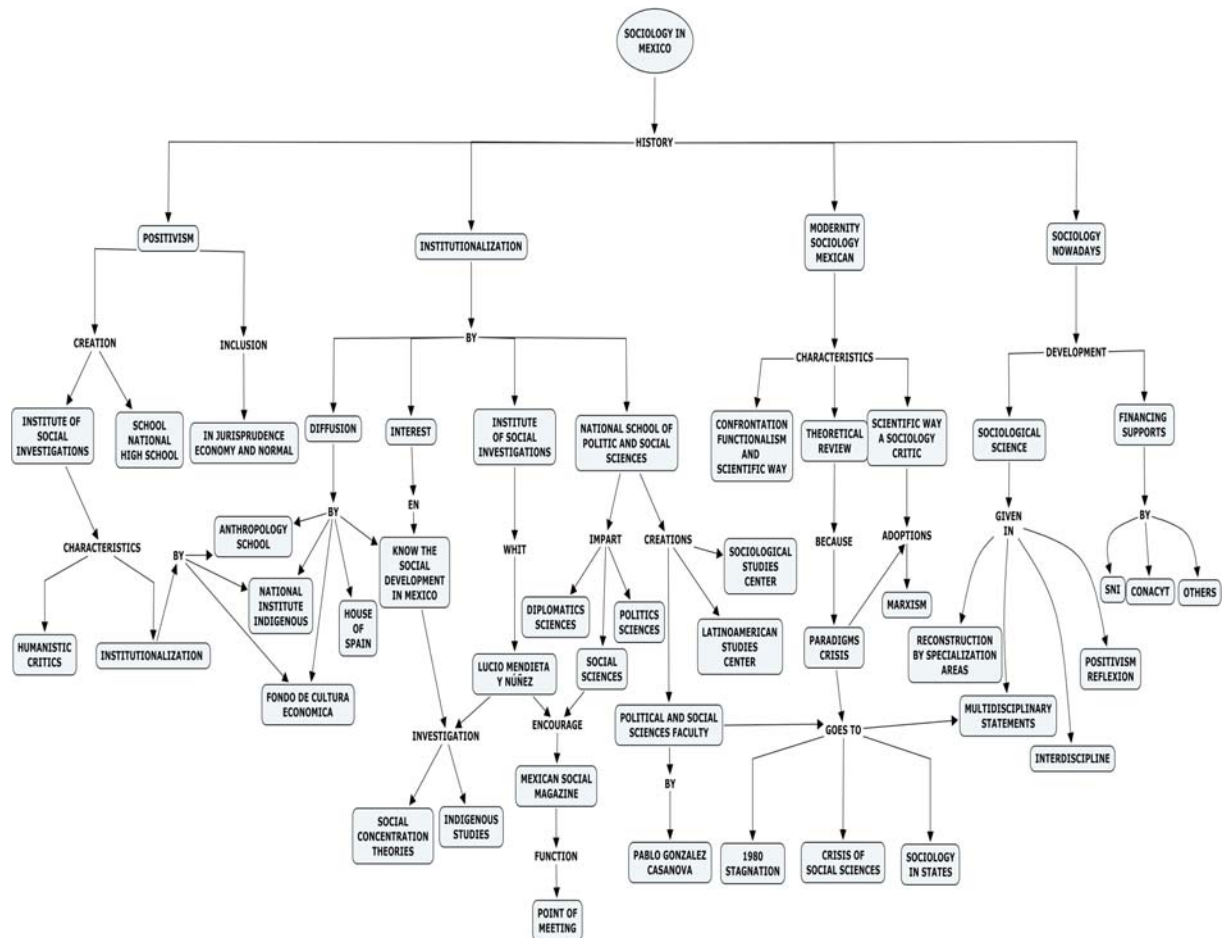 SOCIOLOGY IN
MEXICO
HISTORY
POSITIVISM
INSTITUTIONALIZATION
MODERNITY
SOCIOLOGY
MEXICAN
SOCIOLOGY
NOWADAYS
CREATION
INCLUSION
BY
CHARACTERISTICS
DEVELOPMENT
INSTITUTE OF
SOCIAL
INVESTIGATIONS
SCHOOL
NATIONAL
HIGH SCHOOL
IN JURISPRUDENCE
ECONOMY AND NORMAL
DIFFUSION
INTEREST
INSTITUTE
OF SOCIAL
INVESTIGATIONS
NATIONAL SCHOOL OF
POLITIC AND SOCIAL
SCIENCES
CONFRONTATION
FUNCTIONALISM
AND
SCIENTIFIC WAY
THEORETICAL
REVIEW
SCIENTIFIC WAY
A SOCIOLOGY
CRITIC
SOCIOLOGICAL
SCIENCE
FINANCING
SUPPORTS
CHARACTERISTICS
BY
ANTHROPOLOGY
SCHOOL
BY
EN
WHIT
IMPART
CREATIONS
BECAUSE
ADOPTIONS
GIVEN
IN
BY
NATIONAL
INSTITUTE
INDIGENOUS
HOUSE
OF
SPAIN
KNOW THE
SOCIAL
DEVELOPMENT
IN MEXICO
SOCIOLOGICAL
STUDIES
CENTER
DIPLOMATICS
SCIENCES
POLITICS
SCIENCES
MARXISM
SNI
CONACYT
OTHERS
HUMANISTIC
CRITICS
INSTITUTIONALIZATION
FONDO DE CULTURA
ECONOMICA
LUCIO MENDIETA
Y NÚÑEZ
SOCIAL
SCIENCES
LATINOAMERICAN
STUDIES
CENTER
PARADIGMS
CRISIS
RECONSTRUCTION
BY SPECIALIZATION
AREAS
POSITIVISM
REFLEXION
INVESTIGATION
ENCOURAGE
POLITICAL AND SOCIAL
SCIENCES FACULTY
GOES TO
MULTIDISCIPLINARY
STATEMENTS
INTERDISCIPLINE
MEXICAN SOCIAL
MAGAZINE
BY
SOCIAL
CONCENTRATION
THEORIES
INDIGENOUS
STUDIES
FUNCTION
PABLO GONZALEZ
CASANOVA
1980
STAGNATION
CRISIS OF
SOCIAL SCIENCES
SOCIOLOGY
IN STATES
POINT OF
MEETING